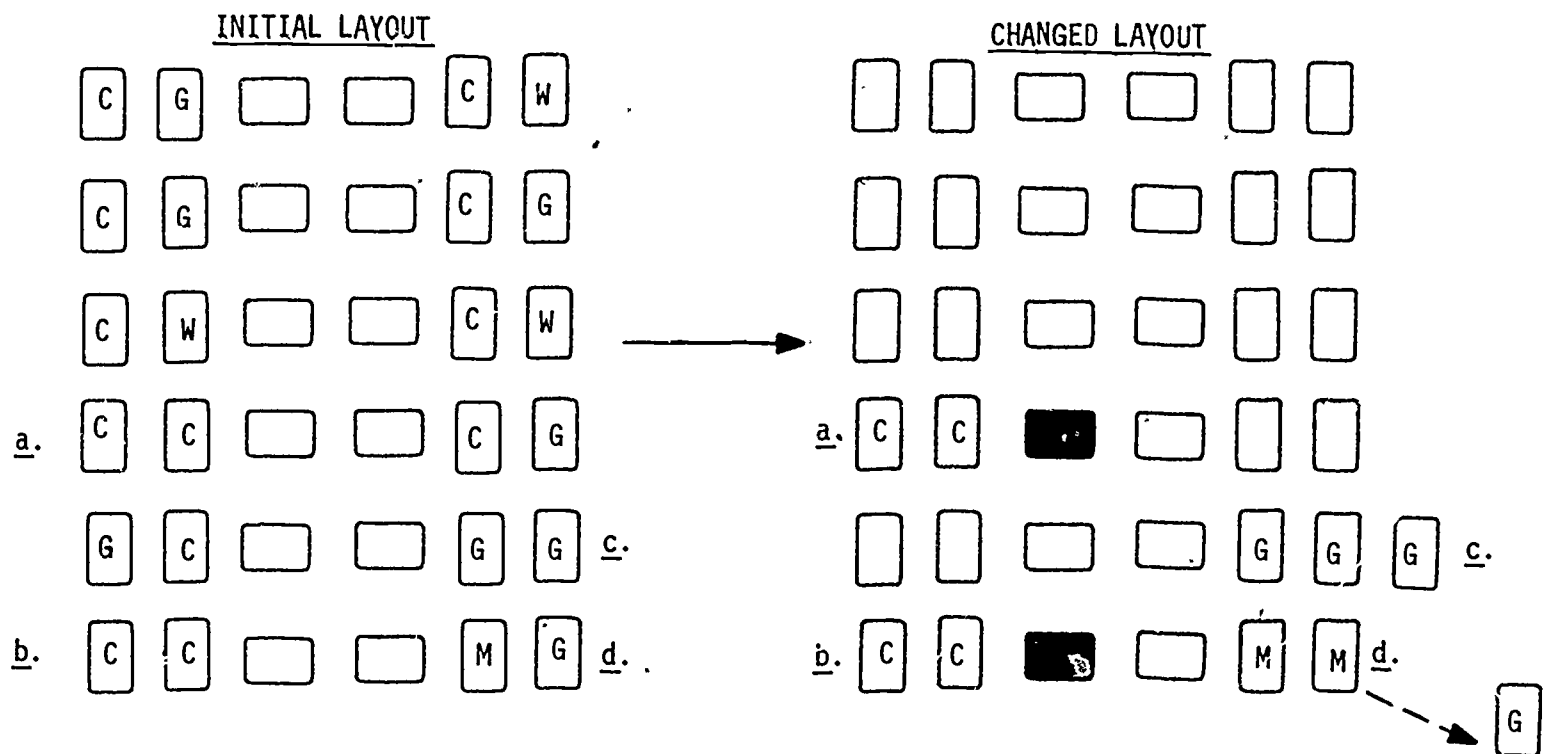 INITIAL LAYOUT
C G C W
C G C G
C W C W
a. C C C G
G C G G c.
b. C C M G d.
CHANGED LAYOUT
a. C C
G G G c.
b. C C M M d.
G